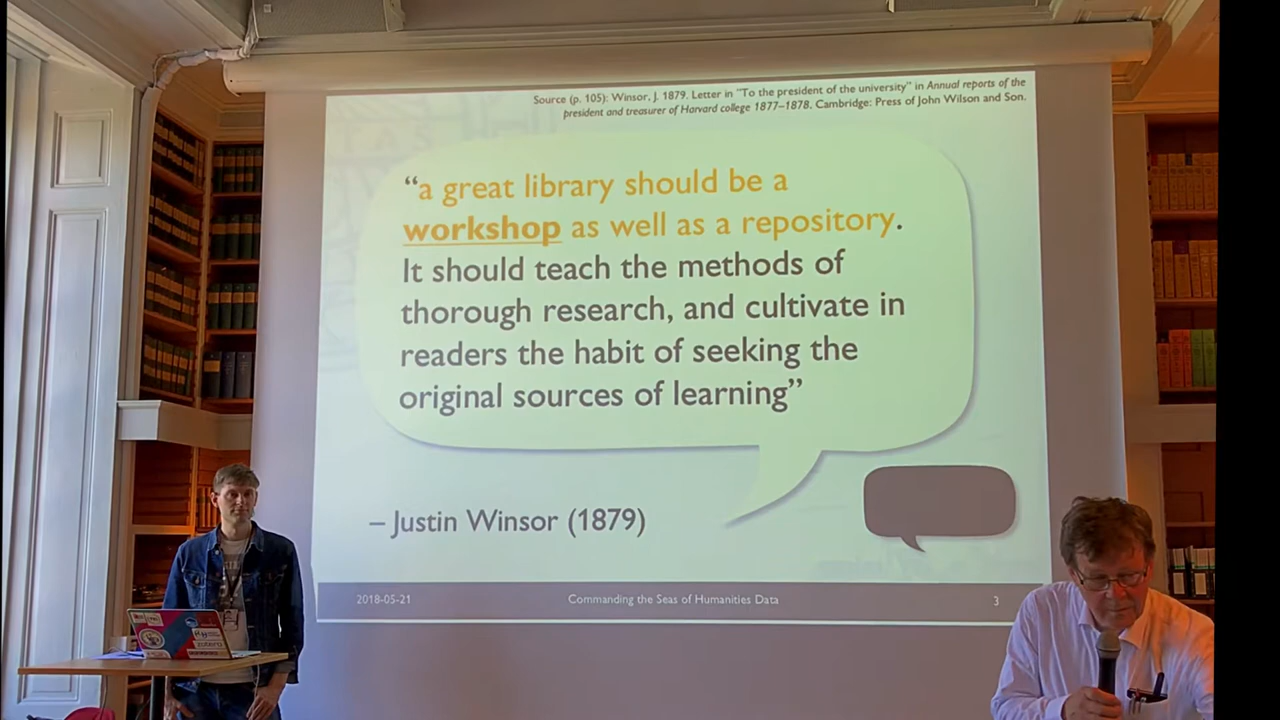 Source (p. 105): Winsor, J. 1879. Letter in "To the president of the university" in Annual reports of the
president and treasurer of Harvard college 1877–1878. Cambridge: Press of John Wilson and Son.
“a great library should be a
workshop as well as a repository.
It should teach the methods of
thorough research, and cultivate in
readers the habit of seeking the
original sources of learning”
– Justin Winsor (1879)
2018-05-21 Commanding the Seas of Humanities Data 3